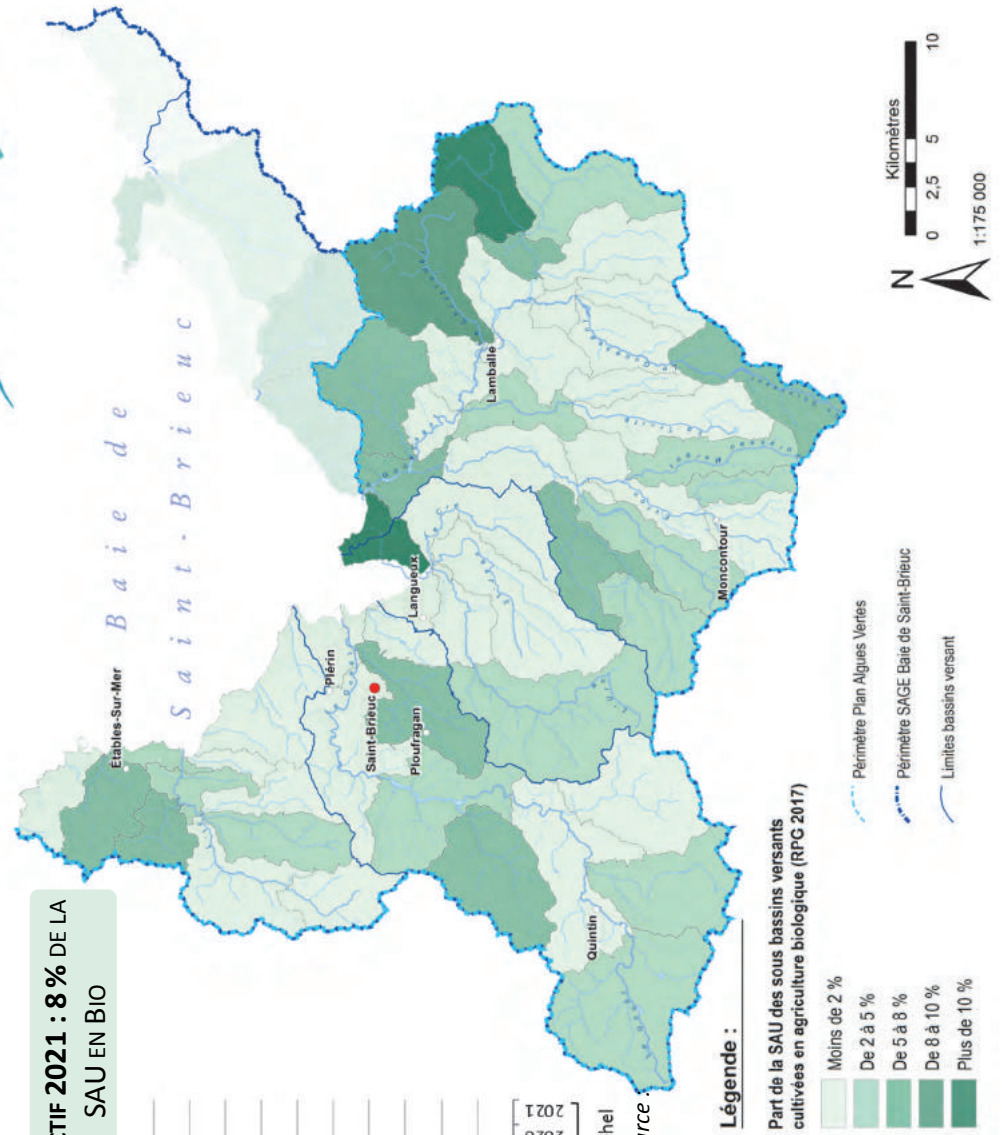 CTIF 2021 : 8 % DE LA
SAU EN BIO
Baie de
Saint-Brieuc
Étables-Sur-Mer
Plérin
Saint-Brieuc
Ploufragan
Langueux
Lamballe
Moncontour
Quintin
2021
hel
rce :
Légende :
Part de la SAU des sous bassins versants
cultivées en agriculture biologique (RPG 2017)
Moins de 2 %
De 2 à 5 %
De 5 à 8 %
De 8 à 10 %
Plus de 10 %
Périmètre Plan Algues Vertes
Périmètre SAGE Baie de Saint-Brieuc
Limites bassins versant
N
Kilomètres
0 2,5 5 10
1:175 000